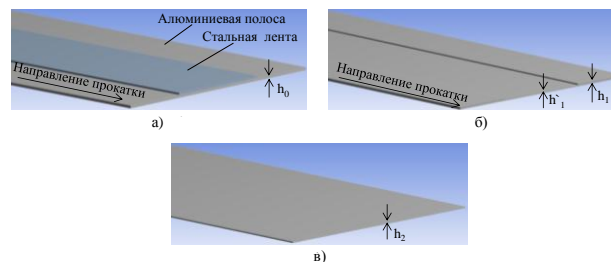 Алюминиевая полоса
Стальная лента
Направление прокатки
h0
а)
Направление прокатки
h`1
h1
б)
h2
в)